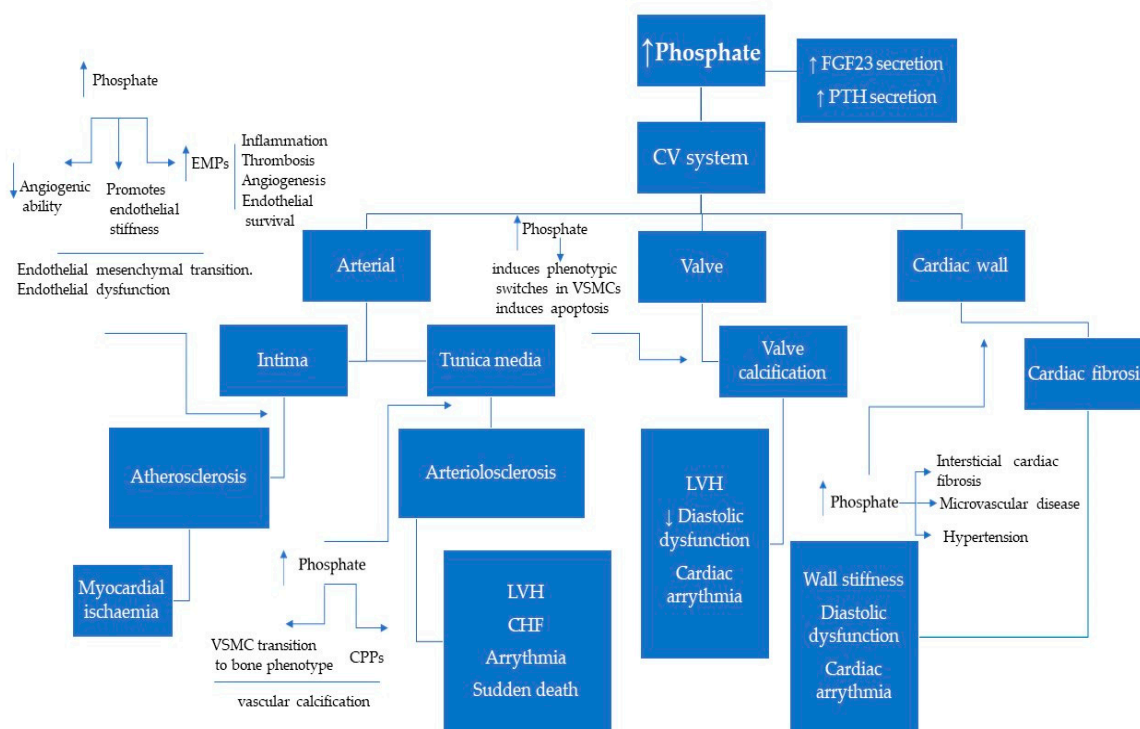 ↑Phosphate
↑ FGF23 secretion
↑ PTH secretion
CV system
↑ Phosphate
↓ Angiogenic
ability
Promotes
endothelial
stiffness
↑ EMPs
Inflammation
Thrombosis
Angiogenesis
Endothelial
survival
Endothelial mesenchymal transition.
Endothelial dysfunction
Arterial
↑ Phosphate
induces phenotypic
switches in VSMCs
induces apoptosis
Valve
Cardiac wall
Intima
Tunica media
Valve
calcification
Cardiac fibrosis
Atherosclerosis
Arteriolosclerosis
LVH
↓ Diastolic
dysfunction
Cardiac
arrythmia
↑ Phosphate
Intersticial cardiac
fibrosis
Microvascular disease
Hypertension
Myocardial
ischaemia
↑ Phosphate
VSMC transition
to bone phenotype
CPPs
vascular calcification
LVH
CHF
Arrythmia
Sudden death
Wall stiffness
Diastolic
dysfunction
Cardiac
arrythmia